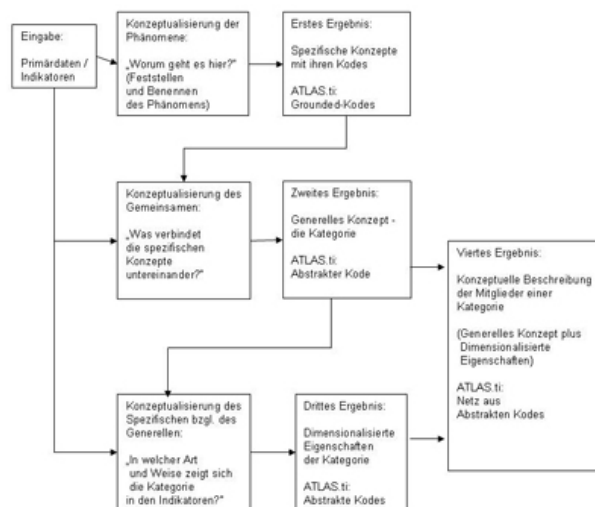 Eingabe:
Primärdaten /
Indikatoren
Konzeptualisierung der
Phänomene:
„Worum geht es hier?"
(Feststellen
und Benennen
des Phänomens)
Erstes Ergebnis:
Spezifische Konzepte
mit ihren Kodes
ATLAS.ti:
Grounded-Kodes
Konzeptualisierung des
Gemeinsamen:
„Was verbindet
die spezifischen
Konzepte
untereinander?"
Zweites Ergebnis:
Generelles Konzept -
die Kategorie
ATLAS.ti:
Abstrakter Kode
Viertes Ergebnis:
Konzeptuelle Beschreibung
der Mitglieder einer
Kategorie
(Generelles Konzept plus
Dimensionalisierte
Eigenschaften)
ATLAS.ti:
Netz aus
Abstrakten Kodes
Konzeptualisierung des
Spezifischen bzgl. des
Generellen:
„In welcher Art
und Weise zeigt sich
die Kategorie
in den Indikatoren?"
Drittes Ergebnis:
Dimensionalisierte
Eigenschaften
der Kategorie
ATLAS.ti:
Abstrakte Kodes